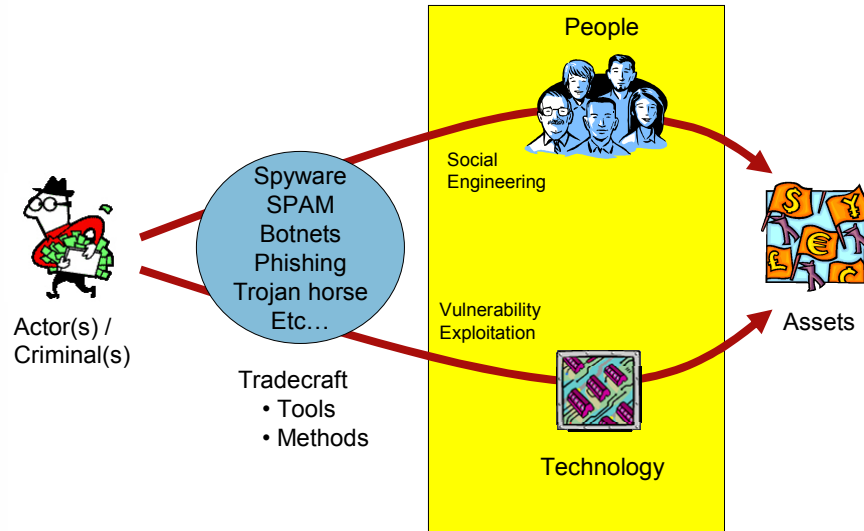 People
Social
Engineering
Spyware
SPAM
Botnets
Phishing
Trojan horse
Etc…
Actor(s) /
Criminal(s)
Vulnerability
Exploitation
$ ¥
€
£ C
Assets
Tradecraft
• Tools
• Methods
Technology